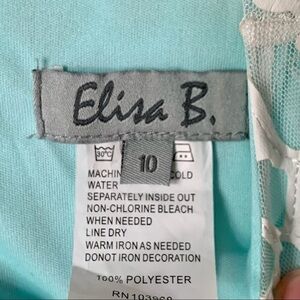 Elisa B.
10
30°C
MACHIN COLD
WATER
SEPARATELY INSIDE OUT
NON-CHLORINE BLEACH
WHEN NEEDED
LINE DRY
WARM IRON AS NEEDED
DONOT IRON DECORATION
100% POLYESTER
RN103968